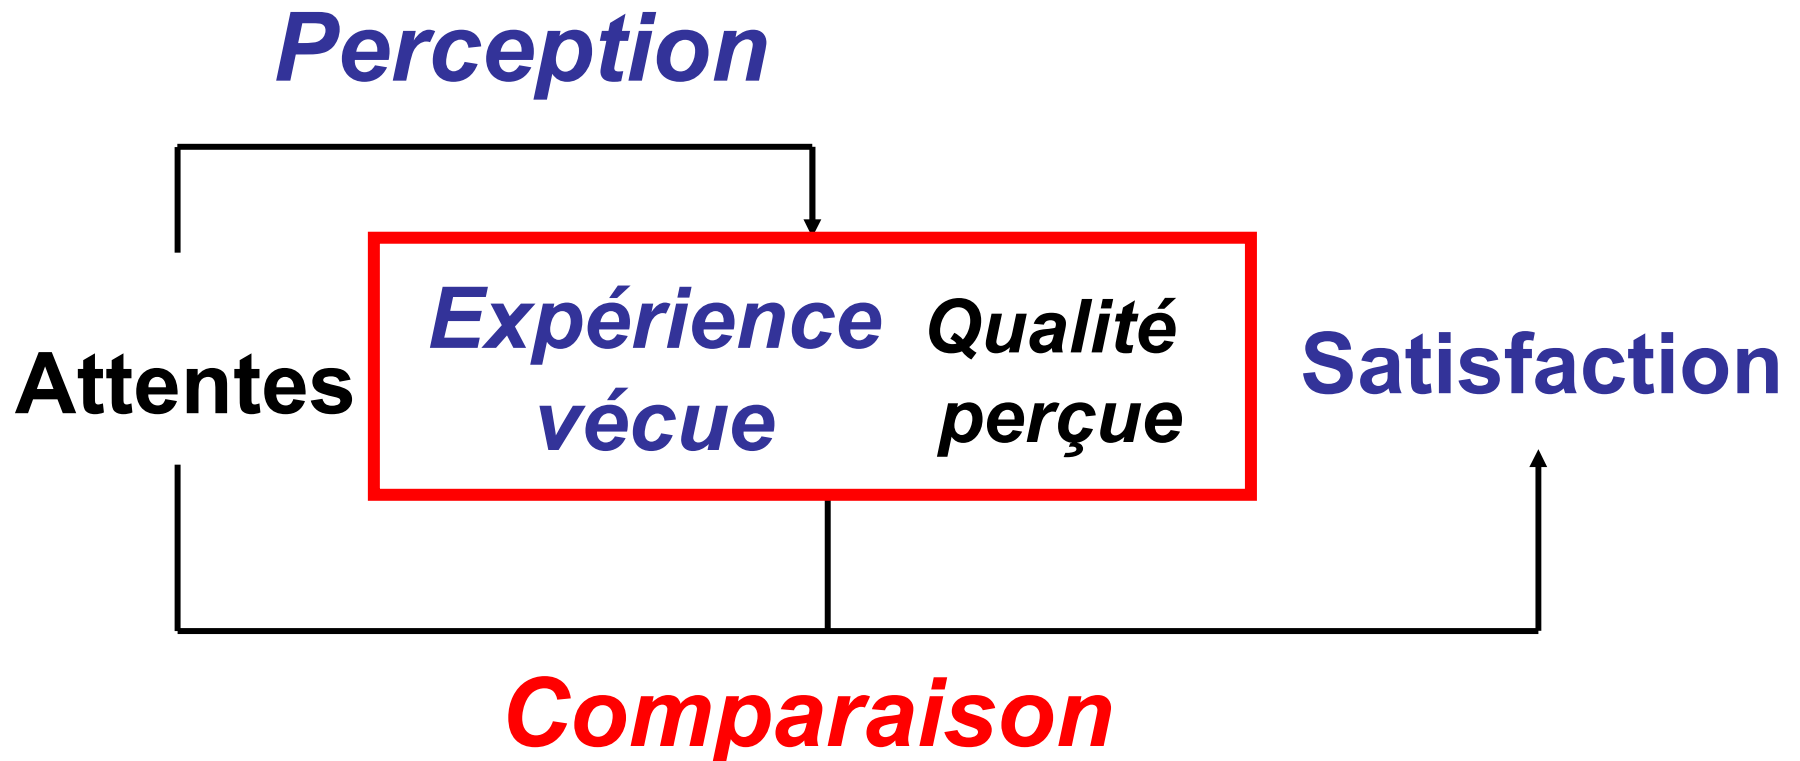 Perception
Attentes
Expérience
vécue
Qualité
perçue
Satisfaction
Comparaison